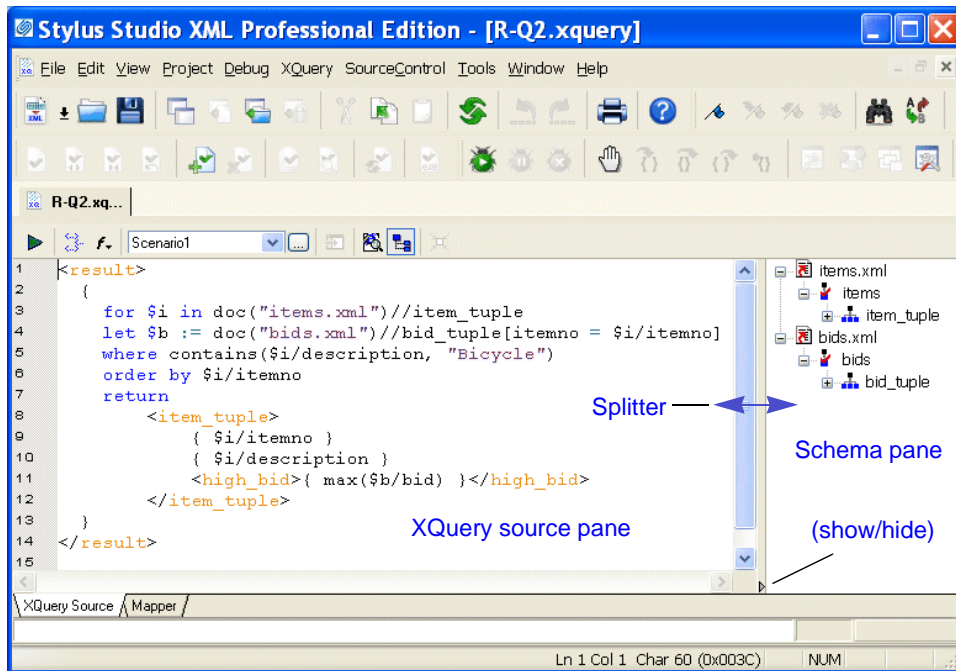 Stylus Studio XML Professional Edition - [R-Q2.xquery]
File Edit View Project Debug XQuery SourceControl Tools Window Help
R-Q2.xq...
Scenario1
1 <result>
2 {
3 for $i in doc("items.xml")//item_tuple
4 let $b := doc("bids.xml")//bid_tuple[itemno = $i/itemno]
5 where contains($i/description, "Bicycle")
6 order by $i/itemno
7 return
8 <item_tuple>
9 { $i/itemno }
10 { $i/description }
11 <high_bid>{ max($b/bid) }</high_bid>
12 </item_tuple>
13 }
14 </result>
15
items.xml
items
item_tuple
bids.xml
bids
bid_tuple
Splitter
Schema pane
XQuery source pane
(show/hide)
XQuery Source Mapper
Ln 1 Col 1 Char 60 (0x003C) NUM